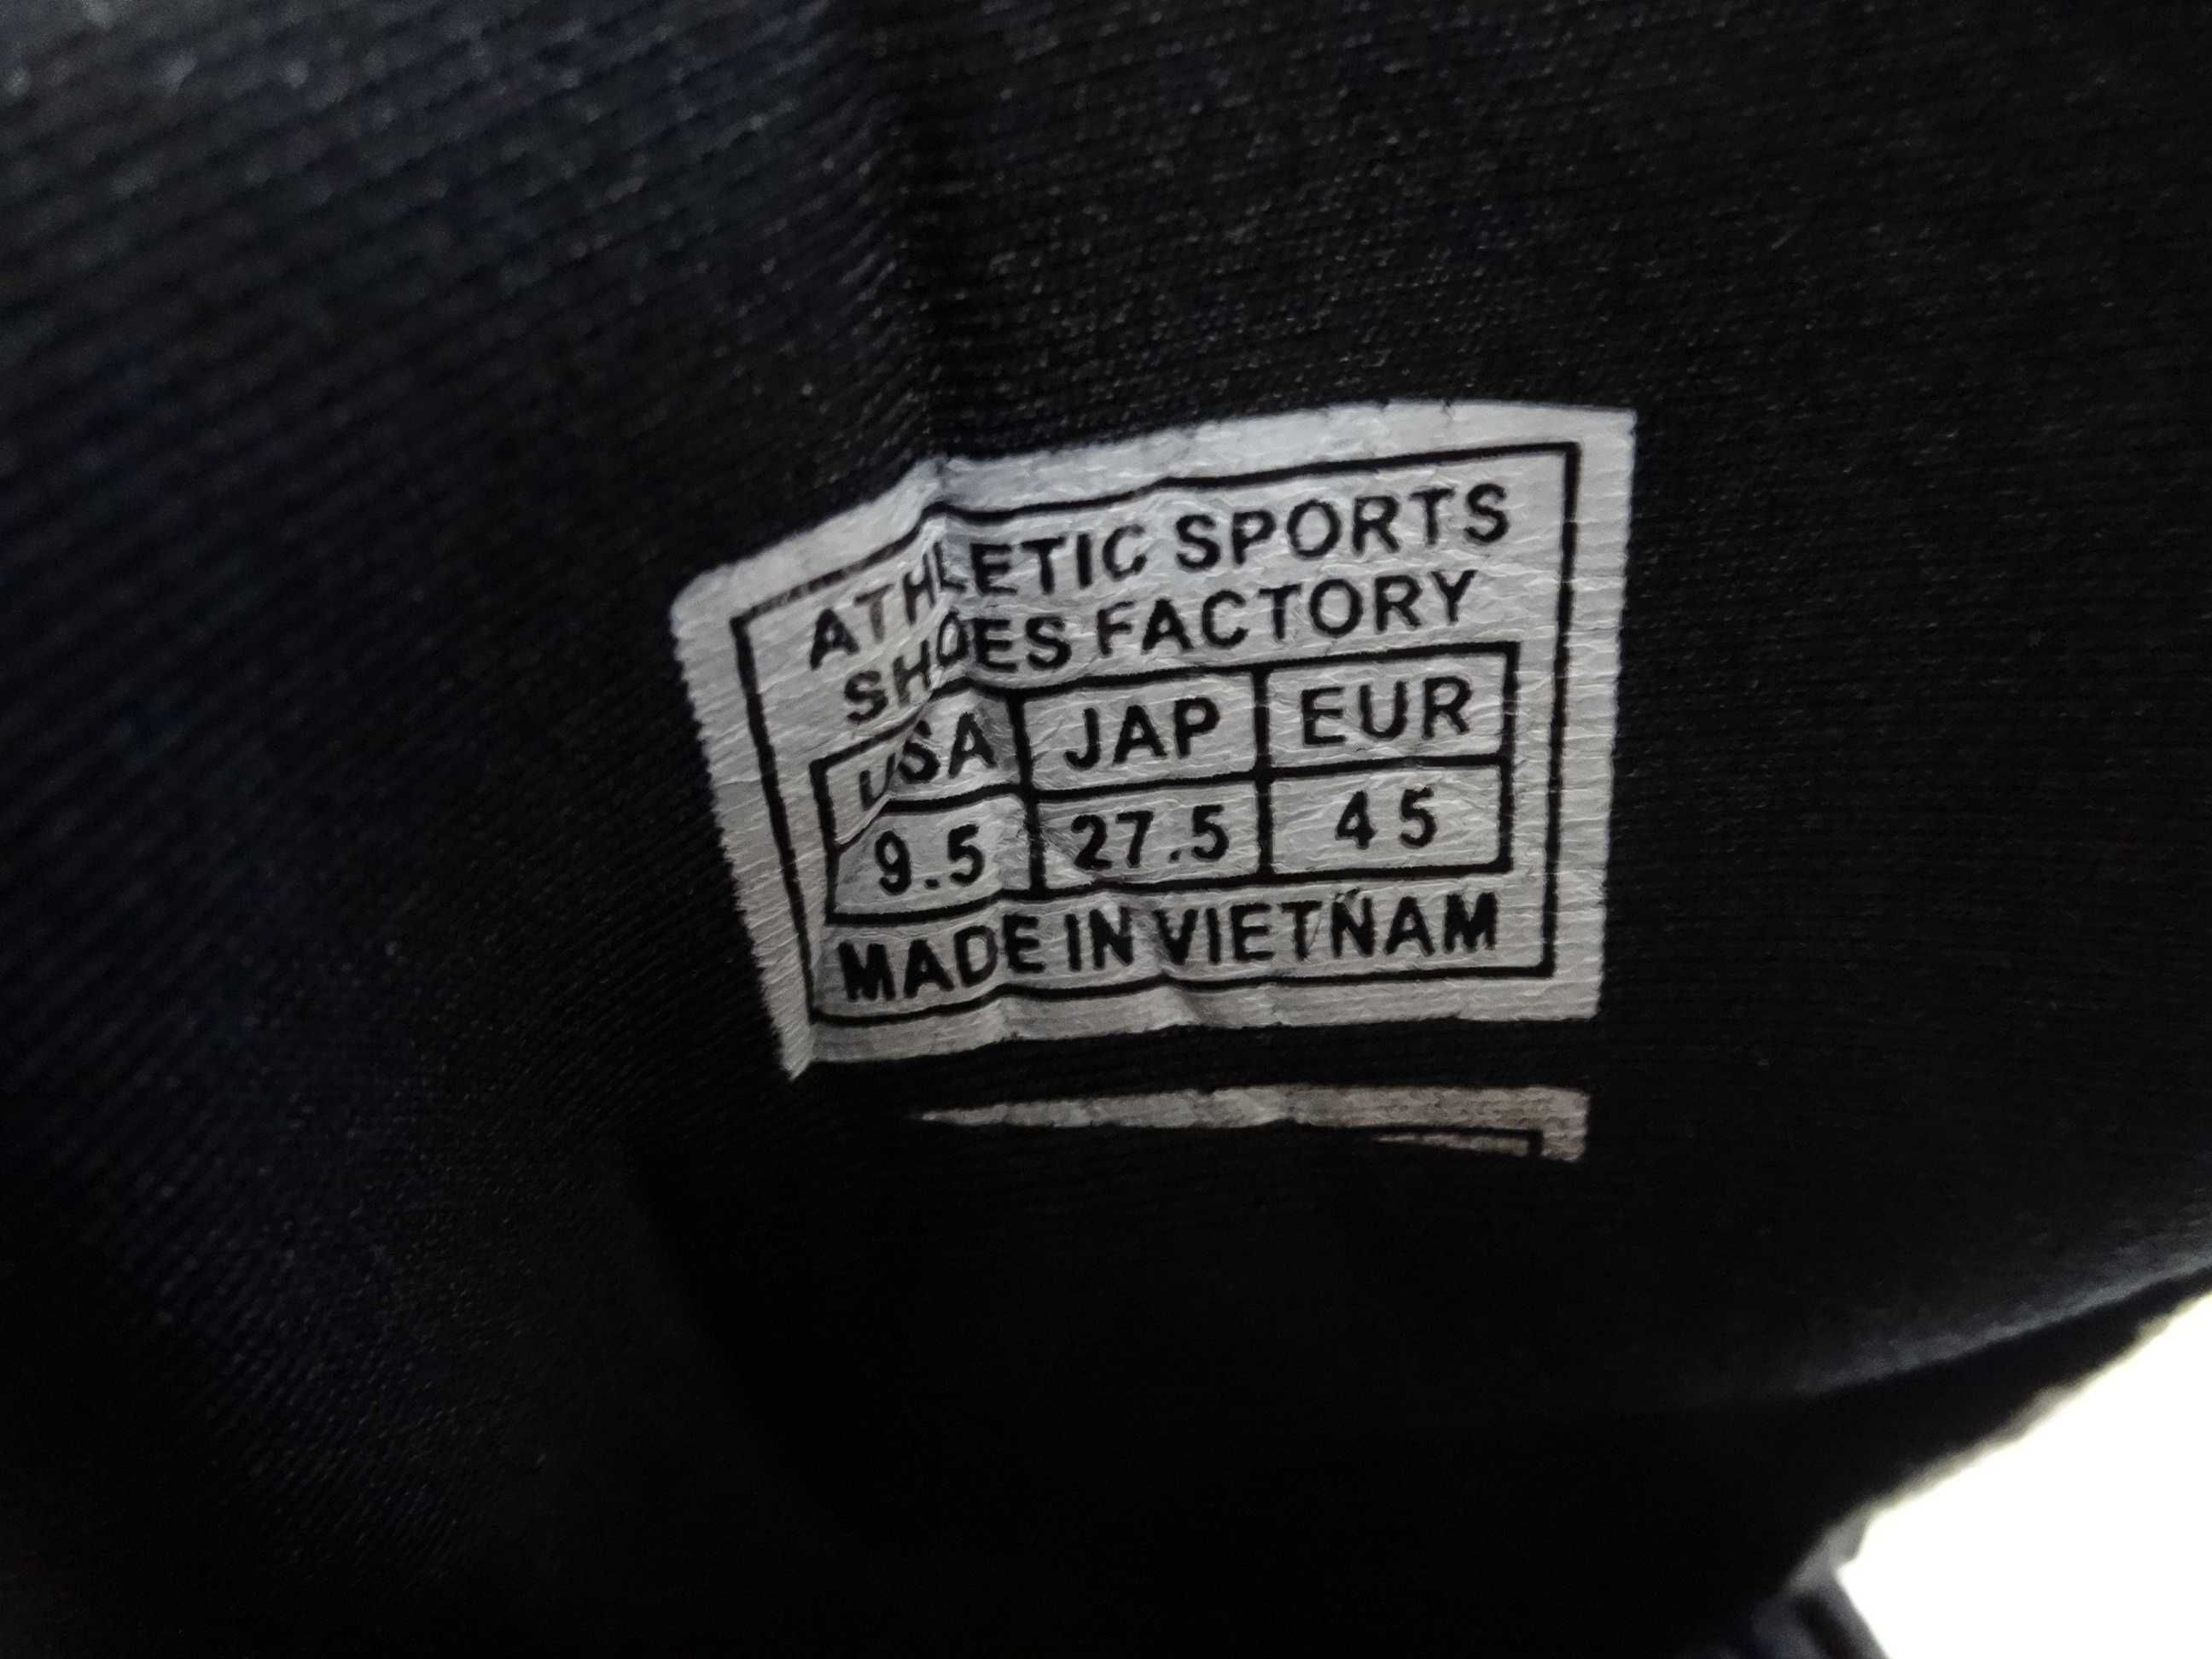 ATHLETIC SPORTS
SHOES FACTORY
USA JAP EUR
9.5 27.5 45
MADE IN VIETNAM